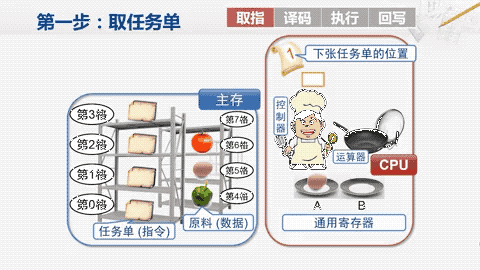 第一步：取任务单
取指 译码 执行 回写
1 下张任务单的位置
主存
控制器
第3格
第7格
第2格
第6格
运算器
CPU
第1格
第5格
第0格
第4格
A B
任务单 (指令)
原料 (数据)
通用寄存器